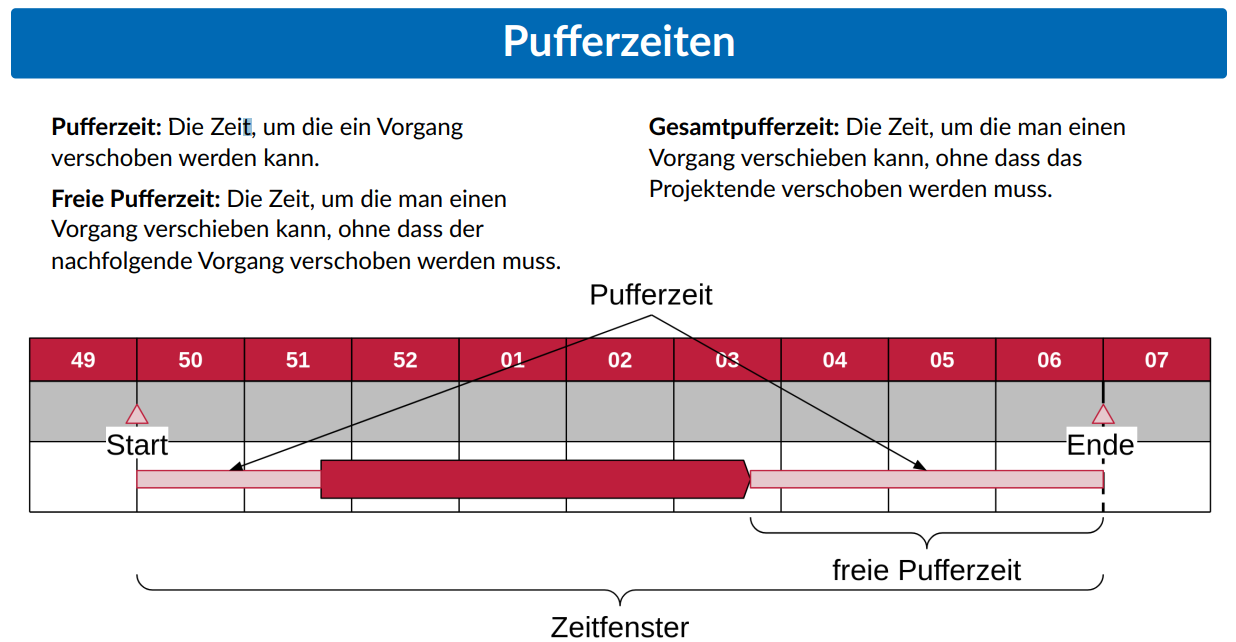 Pufferzeiten
Pufferzeit: Die Zeit, um die ein Vorgang
verschoben werden kann.
Freie Pufferzeit: Die Zeit, um die man einen
Vorgang verschieben kann, ohne dass der
nachfolgende Vorgang verschoben werden muss.
Gesamtpufferzeit: Die Zeit, um die man einen
Vorgang verschieben kann, ohne dass das
Projektende verschoben werden muss.
Pufferzeit
49 50 51 52 01 02 03 04 05 06 07
Start Ende
freie Pufferzeit
Zeitfenster